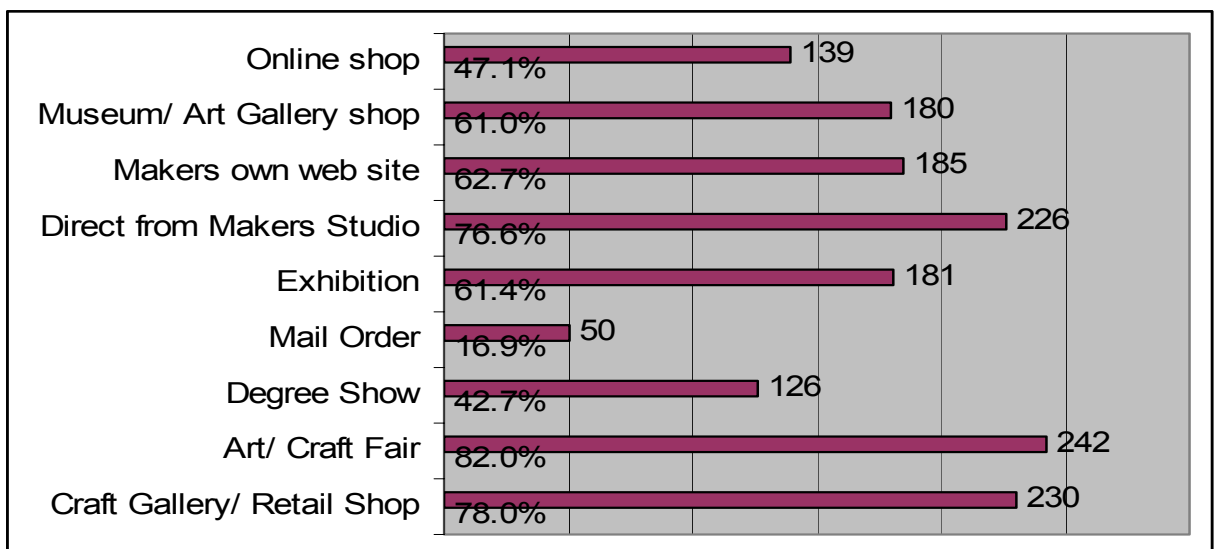 Online shop 139
47.1%
Museum/ Art Gallery shop 180
61.0%
Makers own web site 185
62.7%
Direct from Makers Studio 226
76.6%
Exhibition 181
61.4%
Mail Order 50
16.9%
Degree Show 126
42.7%
Art/ Craft Fair 242
82.0%
Craft Gallery/ Retail Shop 230
78.0%